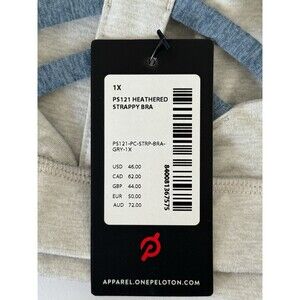 1X
PS121 HEATHERED
STRAPPY BRA
PS121-PC-STRP-BRA-
GRY-1X
USD 46.00
CAD 62.00
GBP 44.00
EUR 50.00
AUD 72.00
840081367575
APPAREL.ONEPELOTON.COM